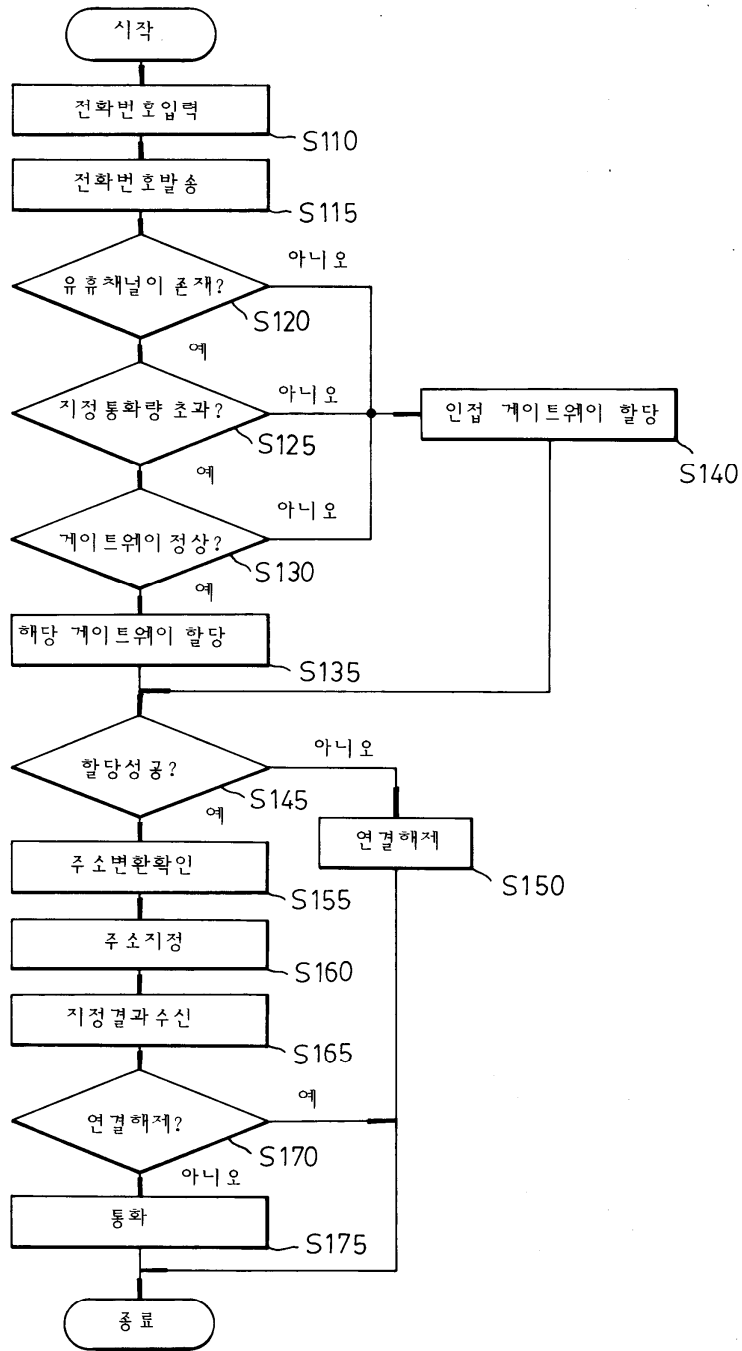 시작
전화번호입력
S110
전화번호발송
S115
유휴채널이 존재?
아니오
S120
예
지정통화량 초과?
아니오
S125
인접 게이트웨이 할당
S140
예
게이트웨이 정상?
아니오
S130
예
해당 게이트웨이 할당
S135
할당성공?
아니오
S145
예
연결해제
S150
주소변환확인
S155
주소지정
S160
지정결과수신
S165
연결해제?
예
S170
아니오
통화
S175
종료